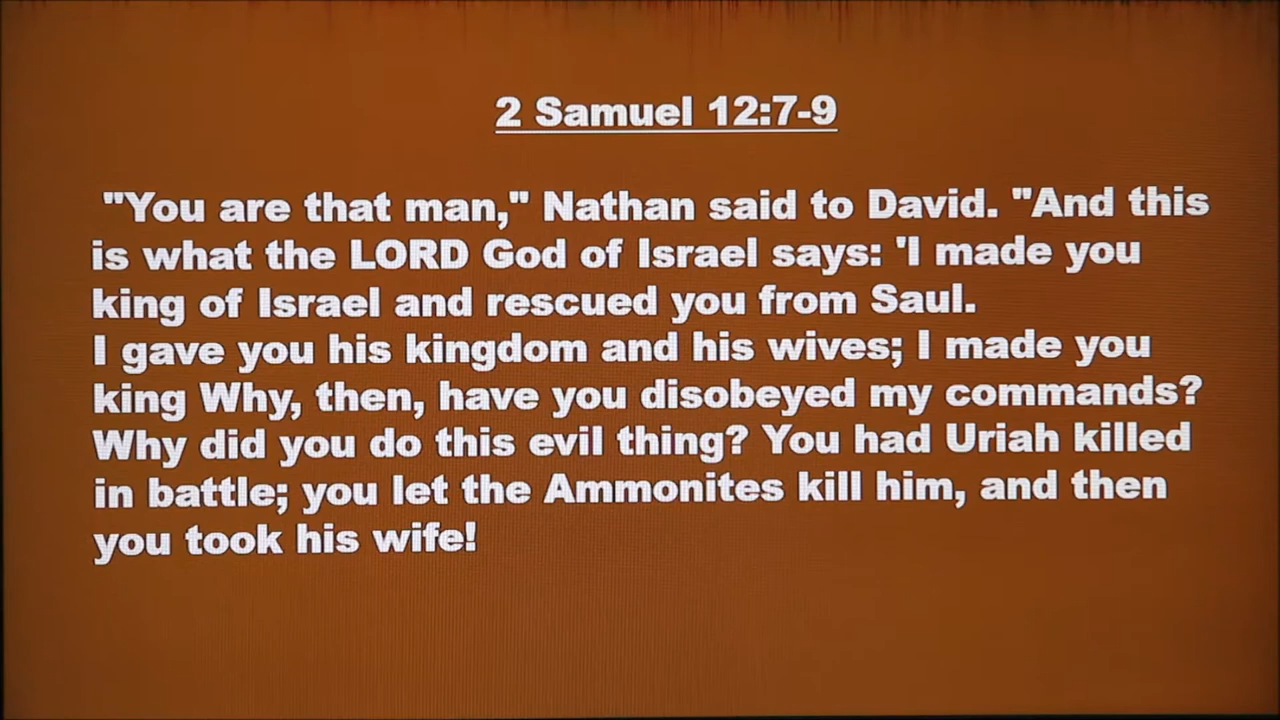 2 Samuel 12:7-9
"You are that man," Nathan said to David. "And this
is what the LORD God of Israel says: 'I made you
king of Israel and rescued you from Saul.
I gave you his kingdom and his wives; I made you
king Why, then, have you disobeyed my commands?
Why did you do this evil thing? You had Uriah killed
in battle; you let the Ammonites kill him, and then
you took his wife!